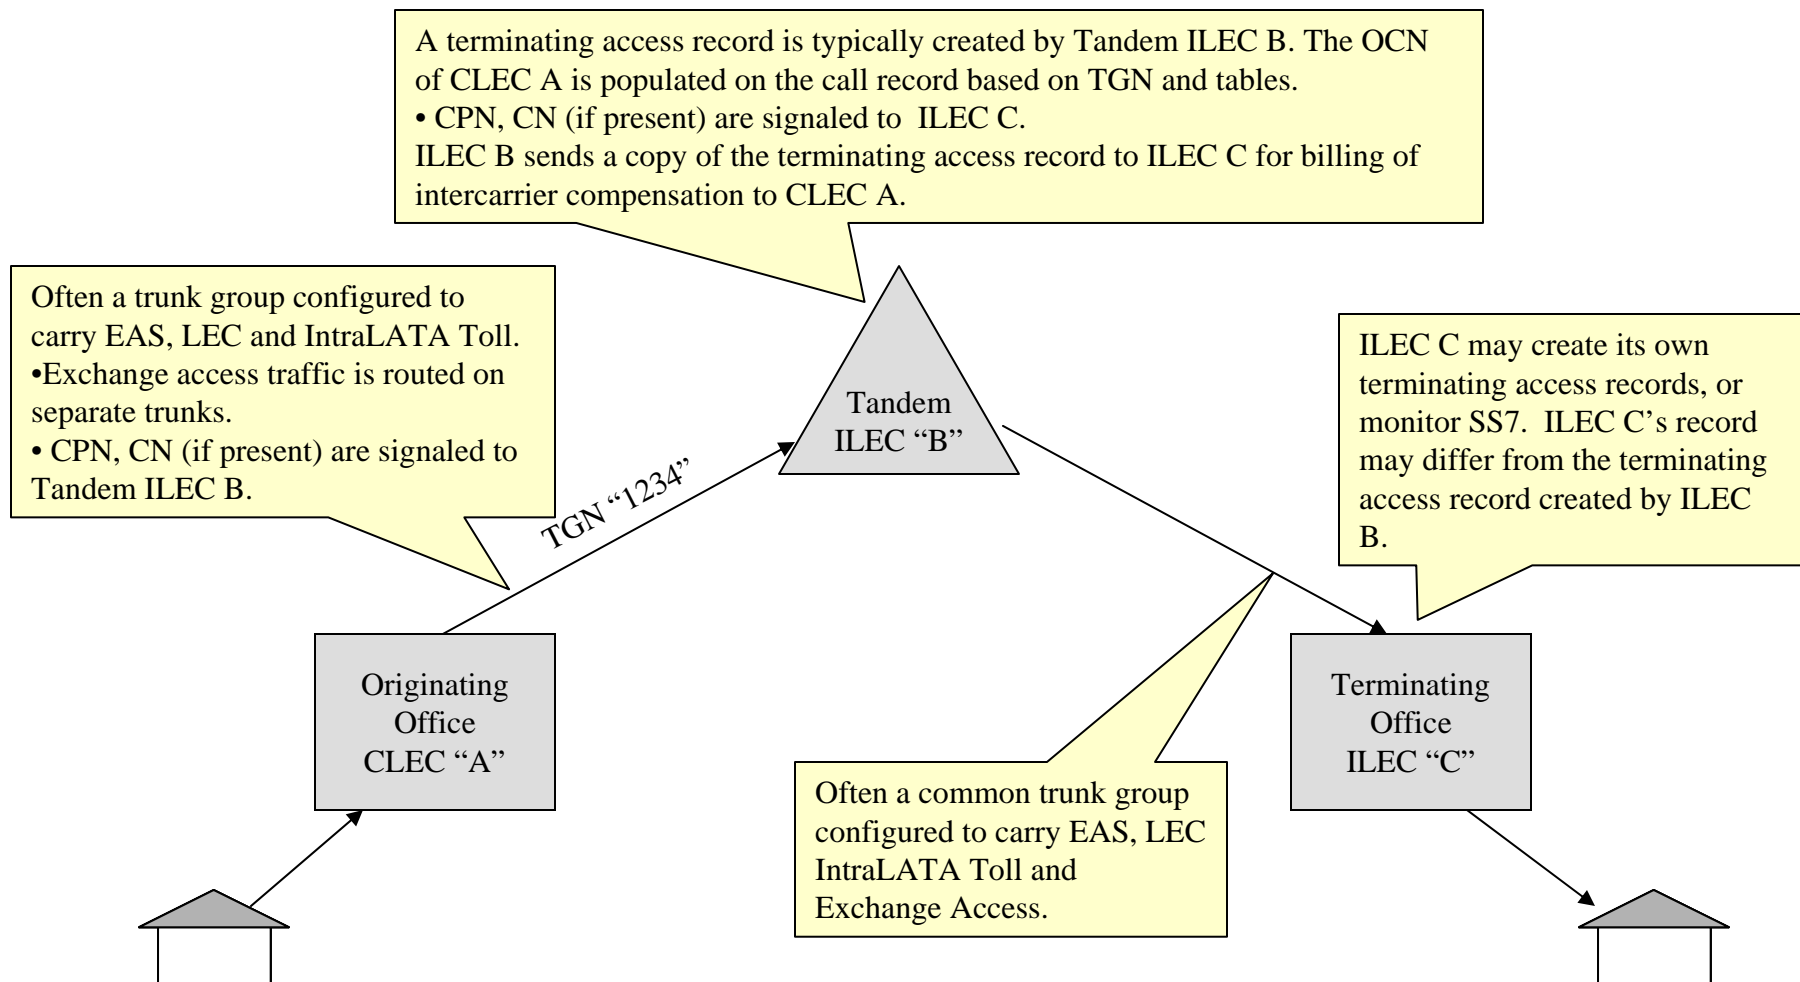 A terminating access record is typically created by Tandem ILEC B. The OCN
of CLEC A is populated on the call record based on TGN and tables.
• CPN, CN (if present) are signaled to  ILEC C.
ILEC B sends a copy of the terminating access record to ILEC C for billing of
intercarrier compensation to CLEC A.
Often a trunk group configured to
carry EAS, LEC and IntraLATA Toll.
•Exchange access traffic is routed on
separate trunks.
• CPN, CN (if present) are signaled to
Tandem ILEC B.
ILEC C may create its own
terminating access records, or
monitor SS7.  ILEC C’s record
may differ from the terminating
access record created by ILEC
B.
Tandem
ILEC “B”
TGN “1234”
Originating
Office
CLEC “A”
Terminating
Office
ILEC “C”
Often a common trunk group
configured to carry EAS, LEC
IntraLATA Toll and
Exchange Access.